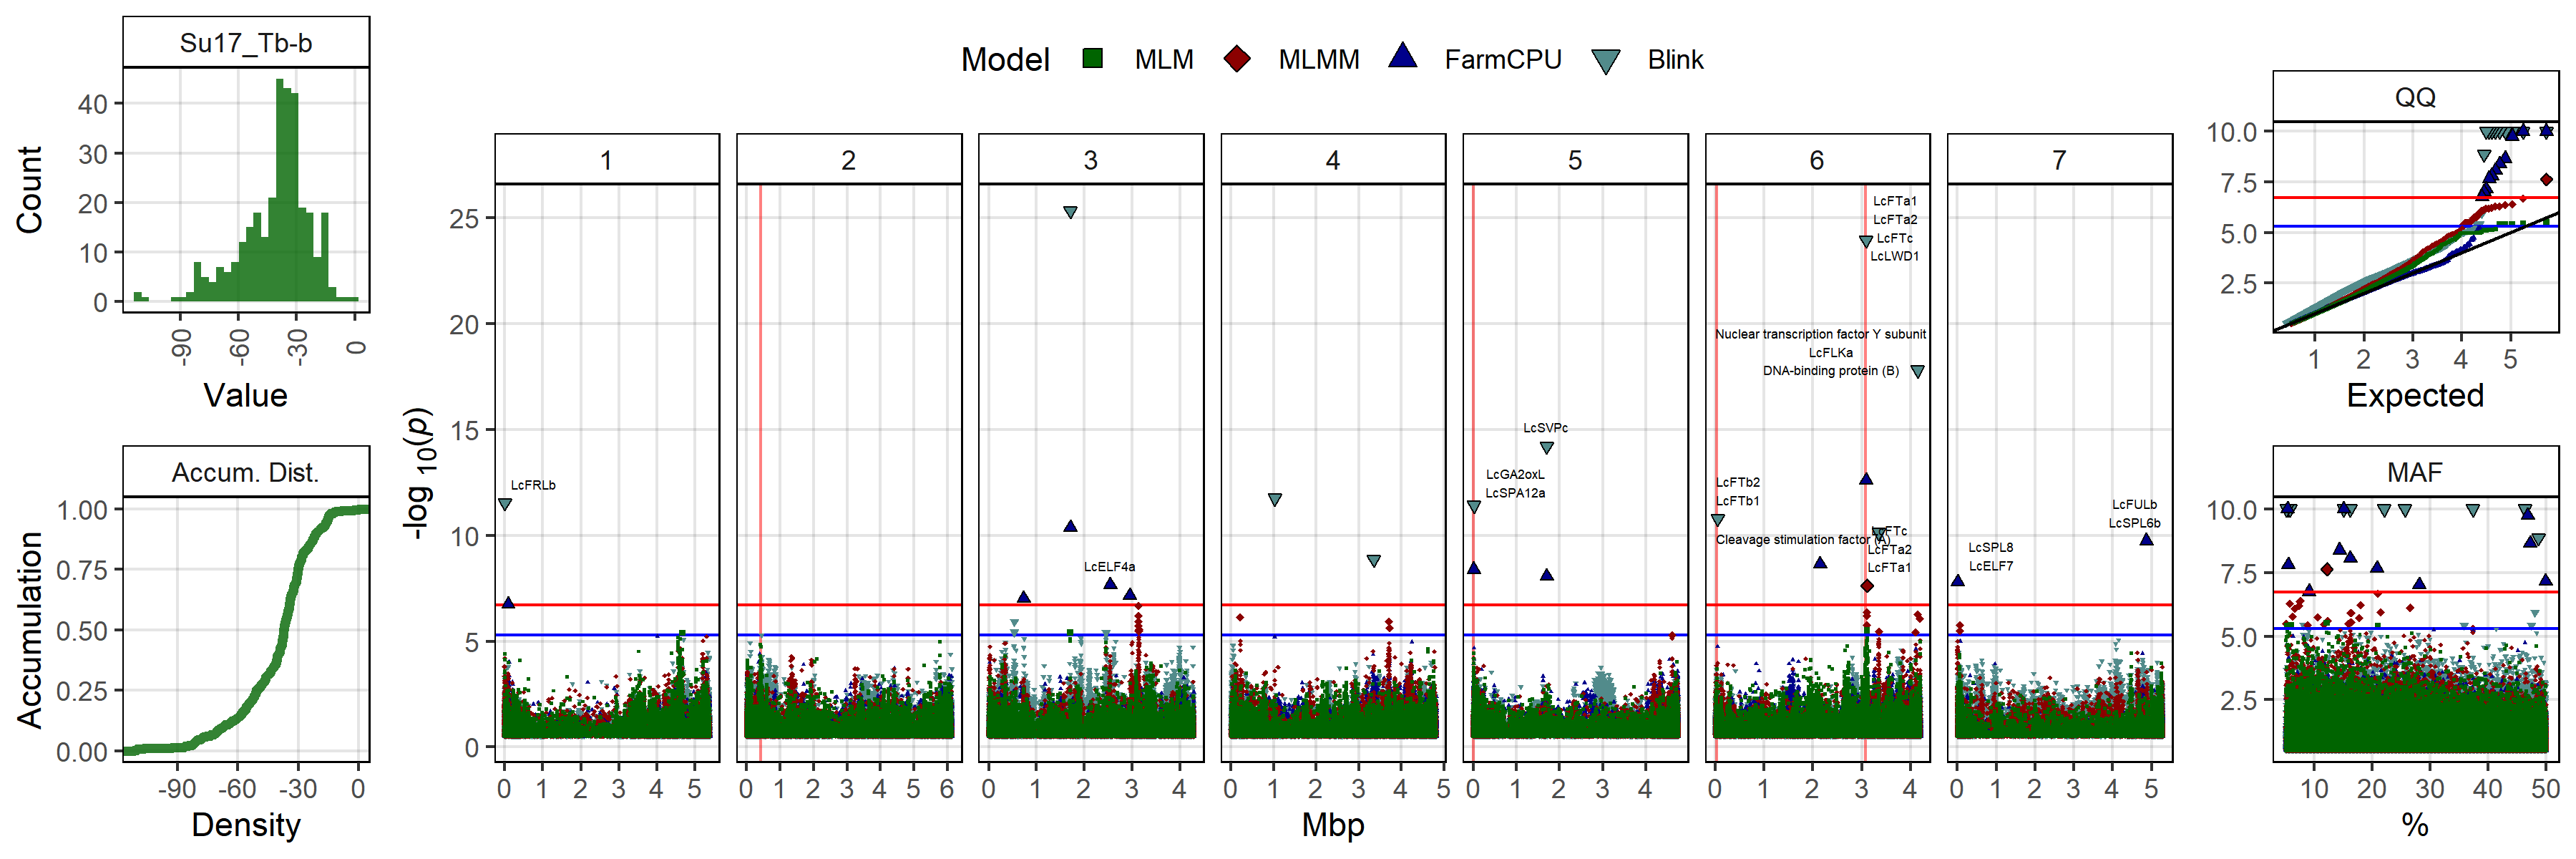 Su17_Tb-b
Count
40
30
20
10
0
-90
-60
-30
0
Value
Accum. Dist.
Accumulation
1.00
0.75
0.50
0.25
0.00
-90 -60 -30 0
Density
Model MLM MLMM FarmCPU Blink
-log 10(p)
25
20
15
10
5
0
1 2 3 4 5 6 7
LcFRLb
LcELF4a
LcSVPc
LcGA2oxL
LcSPA12a
LcFTa1
LcFTa2
LcFTc
LcLWD1
Nuclear transcription factor Y subunit
LcFLKa
DNA-binding protein (B)
LcFTb2
LcFTb1
Cleavage stimulation factor (A)
LcFTa2
LcFTa1
LcSPL8
LcELF7
LcFULb
LcSPL6b
0 1 2 3 4 5
0 1 2 3 4 5 6
0 1 2 3 4
0 1 2 3 4 5
0 1 2 3 4
0 1 2 3 4
0 1 2 3 4 5
Mbp
QQ
10.0
7.5
5.0
2.5
1 2 3 4 5
Expected
MAF
10.0
7.5
5.0
2.5
10 20 30 40 50
%